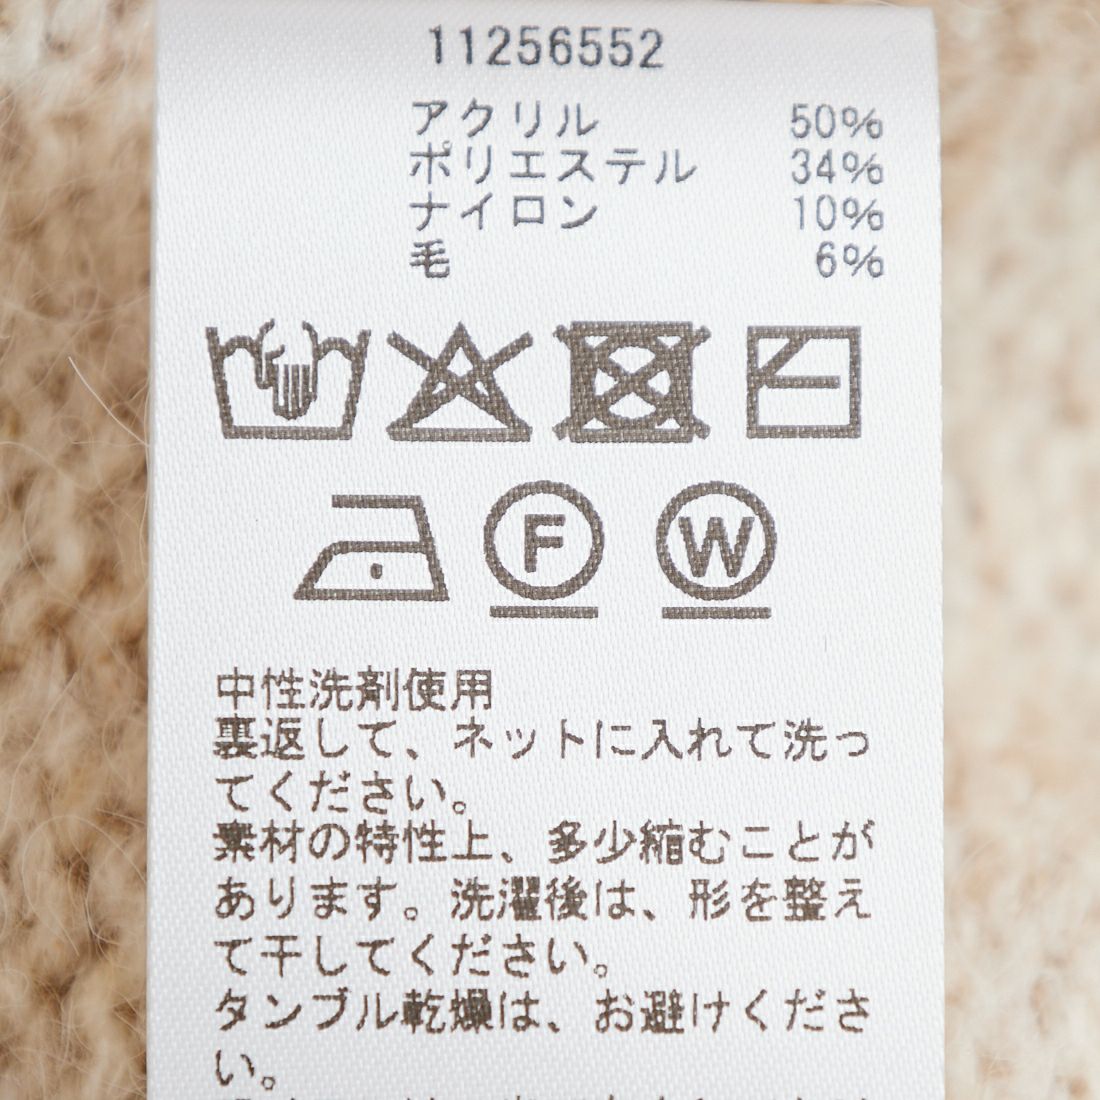 11256552
アクリル 50%
ポリエステル 34%
ナイロン 10%
毛 6%
F W
中性洗剤使用
裏返して、ネットに入れて洗っ
てください。
素材の特性上、多少縮むことが
あります。洗濯後は、形を整え
て干してください。
タンブル乾燥は、お避けくださ
い。